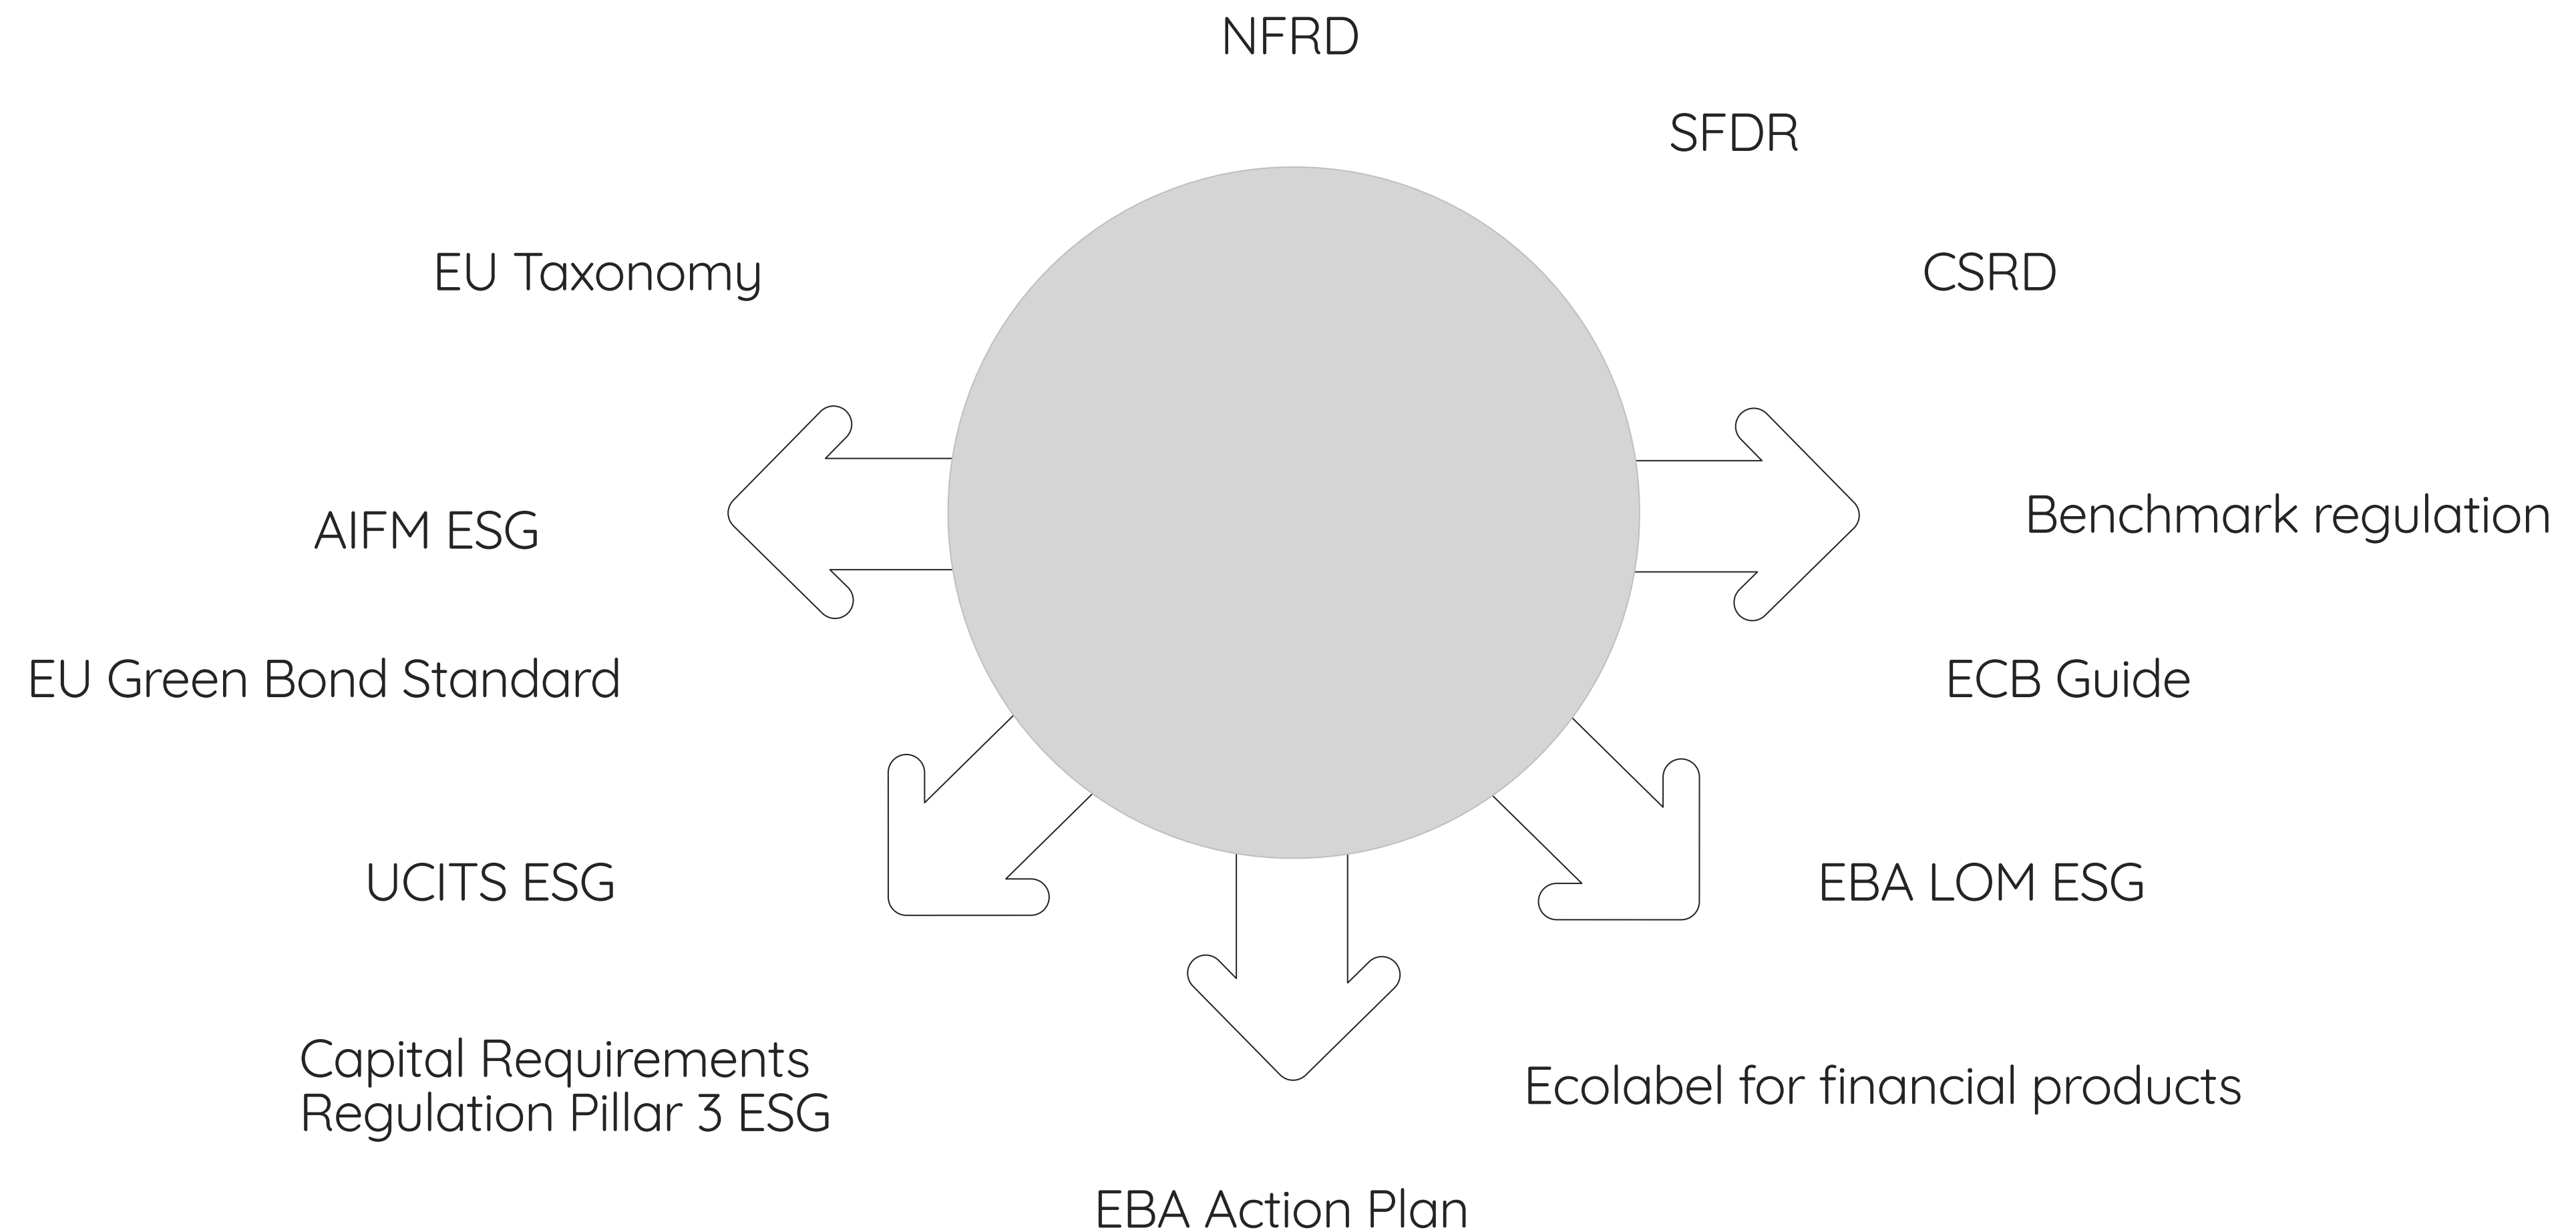 NFRD
SFDR
EU Taxonomy
CSRD
AIFM ESG
Benchmark regulation
EU Green Bond Standard
ECB Guide
UCITS ESG
EBA LOM ESG
Capital Requirements
Regulation Pillar 3 ESG
Ecolabel for financial products
EBA Action Plan